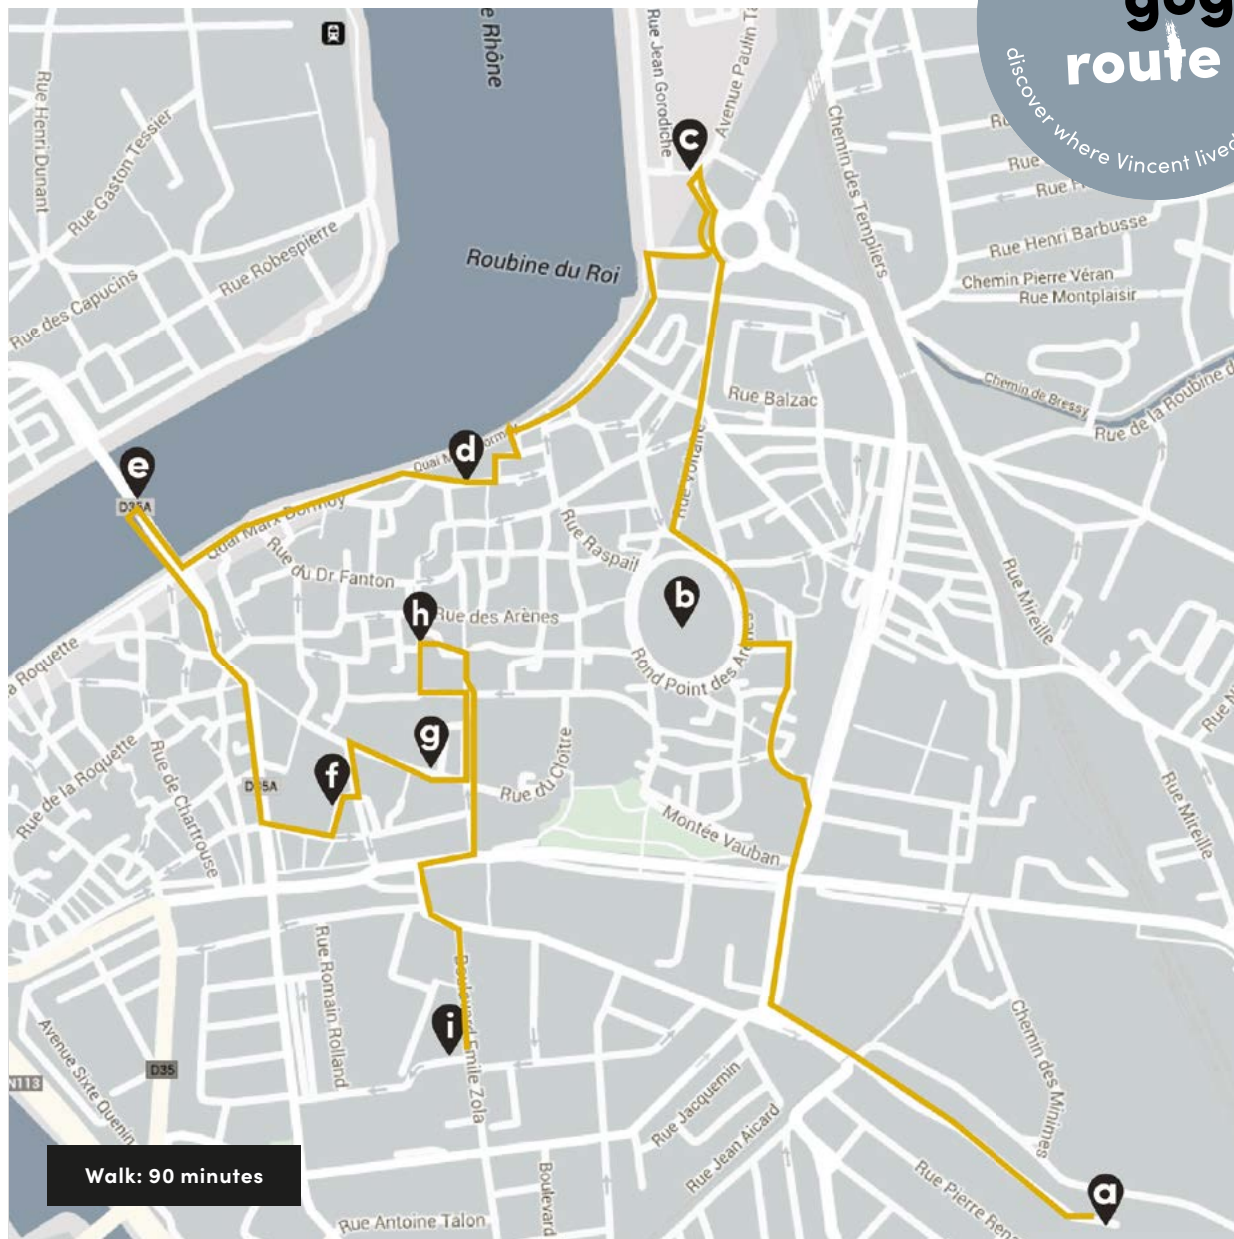 gog
route
discover where Vincent lived
e Rhône
Rue Jean Gorodiche
Avenue Paulin T
Rue Henri Dunant
Rue Gaston Tessier
Chemin des Templiers
c
Rue
Rue
Rue Henri Barbusse
Rue Robespierre
Roubine du Roi
Chemin Pierre Véran
Rue Montplaisir
Rue des Capucins
Chemin de Bressy
Rue de la Roubine d
Rue Balzac
d
e
D35A
Quai Marx Dormoy
Rue Voltaire
Rue Raspail
Rue du Dr Fanton
Rue Mireille
b
h
Rue des Arènes
Rond Point des Arènes
a Roquette
g
Rue de la Roquette
Rue de Chartrouse
f
D35A
Rue du Cloître
Montée Vauban
Rue Mireille
Rue Romain Rolland
Boulevard Emile Zola
i
Avenue Sixte Quenin
D35
N113
Chemin des Minimes
Rue Jacquemin
Rue Jean Aicard
Rue Pierre Reno
a
Walk: 90 minutes
Boulevard
Rue Antoine Talon